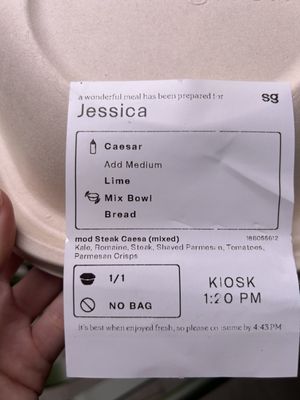 a wonderful meal has been prepared for
sg
Jessica
Caesar
Add Medium
Lime
Mix Bowl
Bread
mod Steak Caesa (mixed)
188055612
Kale, Romaine, Steak, Shaved Parmesan, Tomatoes,
Parmesan Crisps
1/1
NO BAG
KIOSK
1:20 PM
it's best when enjoyed fresh, so please consume by 4:43 PM